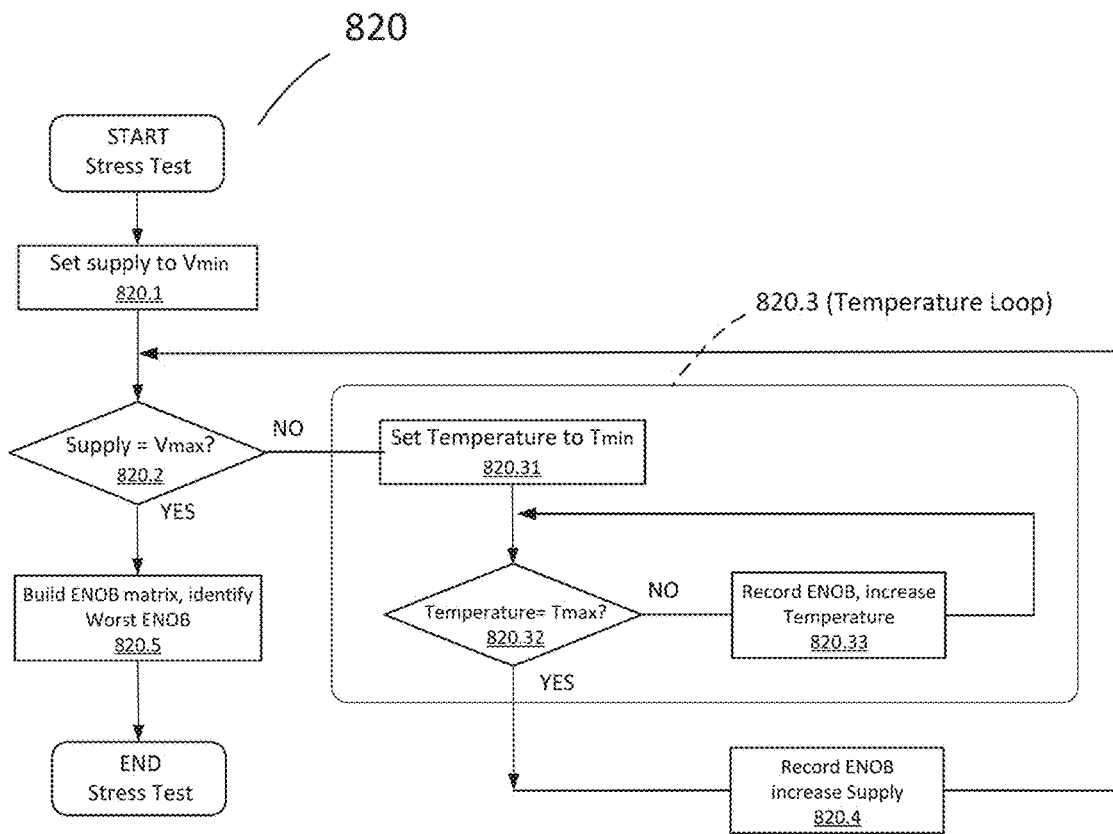 820
START
Stress Test
Set supply to Vmin
820.1
820.3 (Temperature Loop)
Supply = Vmax?
820.2
NO
YES
Set Temperature to Tmin
820.31
Temperature= Tmax?
820.32
NO
YES
Record ENOB, increase
Temperature
820.33
Build ENOB matrix, identify
Worst ENOB
820.5
END
Stress Test
Record ENOB
increase Supply
820.4